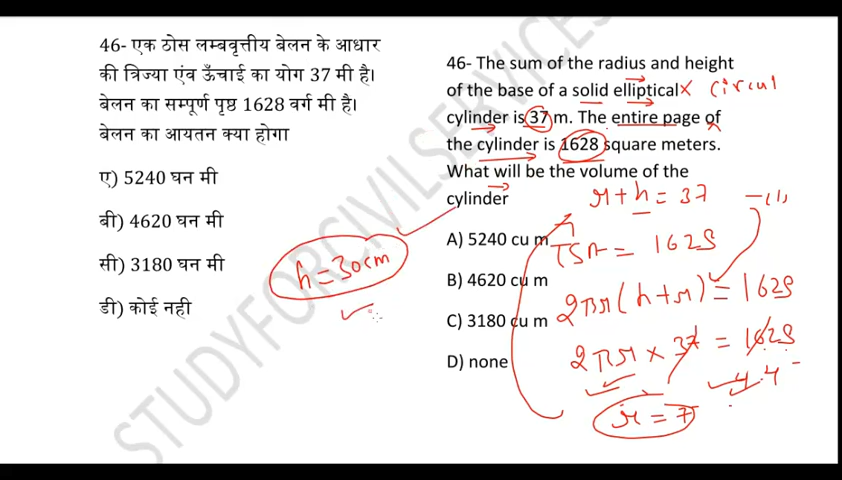 46- एक ठोस लम्बवृत्तीय बेलन के आधार
की त्रिज्या एंव ऊँचाई का योग 37 मी है।
बेलन का सम्पूर्ण पृष्ठ 1628 वर्ग मी है।
बेलन का आयतन क्या होगा
ए) 5240 घन मी
बी) 4620 घन मी
सी) 3180 घन मी
डी) कोई नही
46- The sum of the radius and height
of the base of a solid elliptical x Circul
cylinder is 37 m. The entire page of
the cylinder is 1628 square meters.
What will be the volume of the
cylinder
A) 5240 cu m
B) 4620 cu m
C) 3180 cu m
D) none
r + h = 37 –(1)
TSA = 1628
2πr(h+r) = 1628
2πr × 37 = 1628
44
r = 7
h = 30cm
STUDYFORCIVILSERVICES